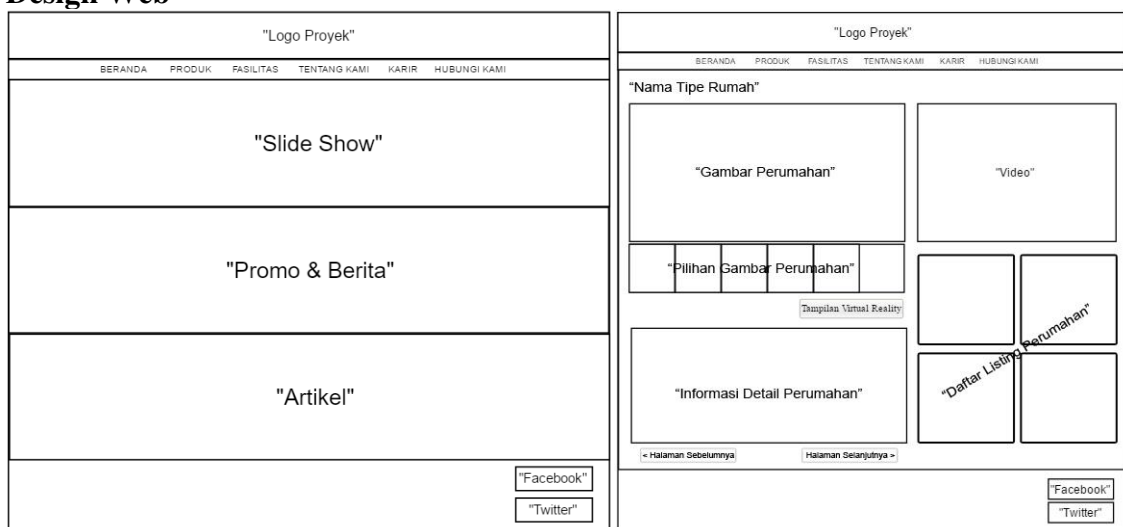 Design Web
"Logo Proyek"
BERANDA PRODUK FASILITAS TENTANG KAMI KARIR HUBUNGI KAMI
"Slide Show"
"Promo & Berita"
"Artikel"
"Facebook"
"Twitter"
"Logo Proyek"
BERANDA PRODUK FASILITAS TENTANG KAMI KARIR HUBUNGI KAMI
“Nama Tipe Rumah”
“Gambar Perumahan”
"Video"
“Pilihan Gambar Perumahan”
Tampilan Virtual Reality
“Daftar Listing Perumahan”
“Informasi Detail Perumahan”
< Halaman Sebelumnya
Halaman Selanjutnya >
"Facebook"
"Twitter"